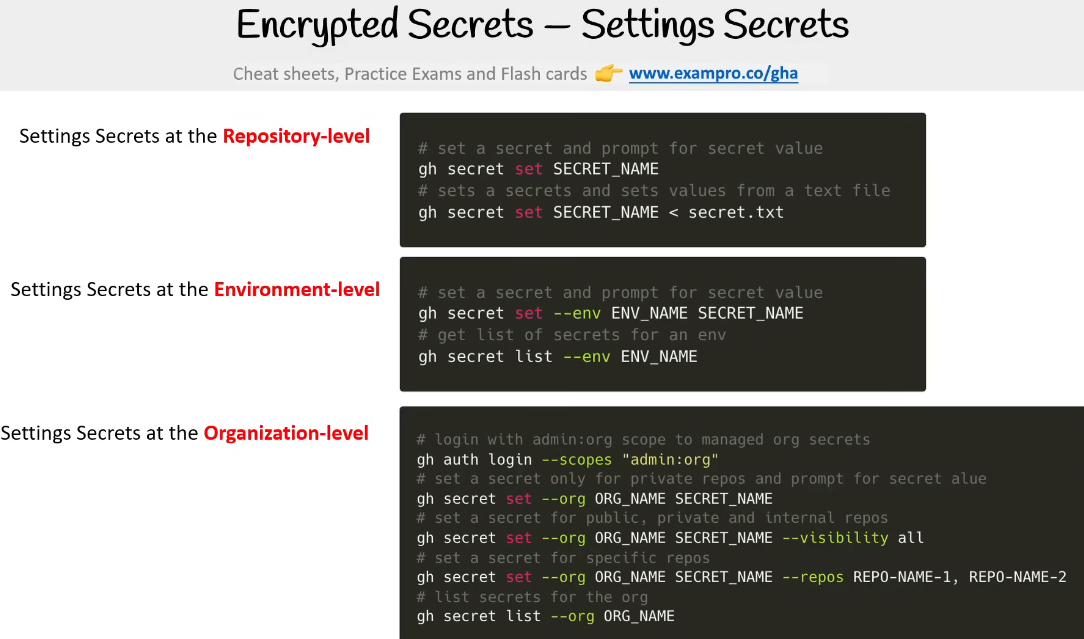 Encrypted Secrets — Settings Secrets
Cheat sheets, Practice Exams and Flash cards 👉 www.exampro.co/gha
Settings Secrets at the Repository-level
# set a secret and prompt for secret value
gh secret set SECRET_NAME
# sets a secrets and sets values from a text file
gh secret set SECRET_NAME < secret.txt
Settings Secrets at the Environment-level
# set a secret and prompt for secret value
gh secret set --env ENV_NAME SECRET_NAME
# get list of secrets for an env
gh secret list --env ENV_NAME
Settings Secrets at the Organization-level
# login with admin:org scope to managed org secrets
gh auth login --scopes "admin:org"
# set a secret only for private repos and prompt for secret alue
gh secret set --org ORG_NAME SECRET_NAME
# set a secret for public, private and internal repos
gh secret set --org ORG_NAME SECRET_NAME --visibility all
# set a secret for specific repos
gh secret set --org ORG_NAME SECRET_NAME --repos REPO-NAME-1, REPO-NAME-2
# list secrets for the org
gh secret list --org ORG_NAME